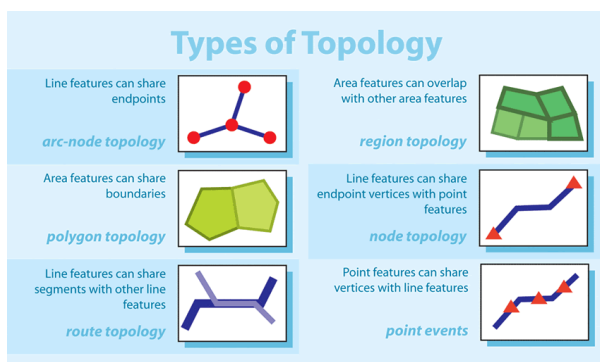 Types of Topology
Line features can share
endpoints
arc-node topology
Area features can share
boundaries
polygon topology
Line features can share
segments with other line
features
route topology
Area features can overlap
with other area features
region topology
Line features can share
endpoint vertices with point
features
node topology
Point features can share
vertices with line features
point events